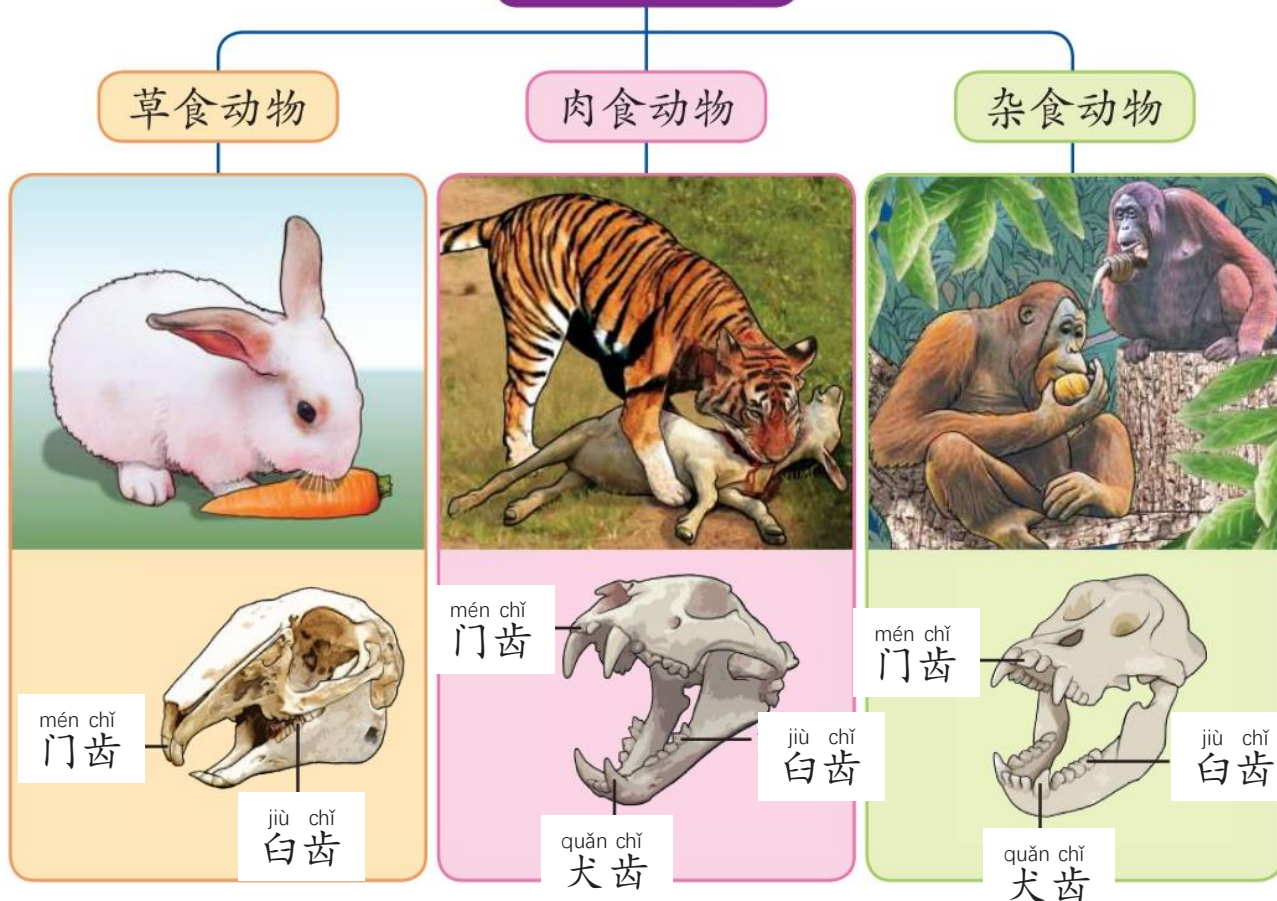 草食动物
肉食动物
杂食动物
mén chǐ
门齿
jiù chǐ
臼齿
mén chǐ
门齿
jiù chǐ
臼齿
quǎn chǐ
犬齿
mén chǐ
门齿
jiù chǐ
臼齿
quǎn chǐ
犬齿